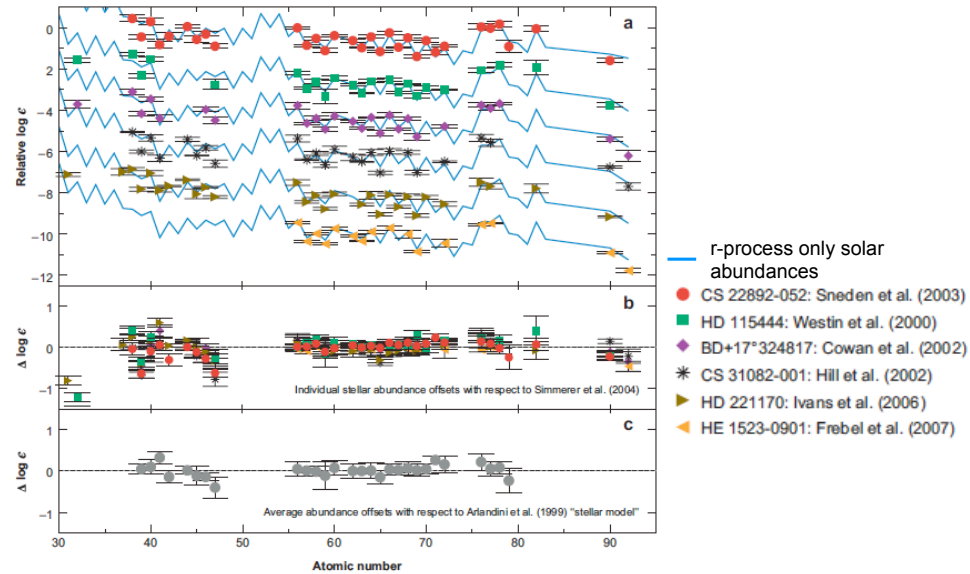 a
0
−2
−4
−6
−8
−10
−12
Relative log ε
b
1
0
−1
Δ log ε
Individual stellar abundance offsets with respect to Simmerer et al. (2004)
c
1
0
−1
Δ log ε
Average abundance offsets with respect to Arlandini et al. (1999) "stellar model"
30 40 50 60 70 80 90
Atomic number
r-process only solar
abundances
CS 22892-052: Sneden et al. (2003)
HD 115444: Westin et al. (2000)
BD+17°324817: Cowan et al. (2002)
CS 31082-001: Hill et al. (2002)
HD 221170: Ivans et al. (2006)
HE 1523-0901: Frebel et al. (2007)